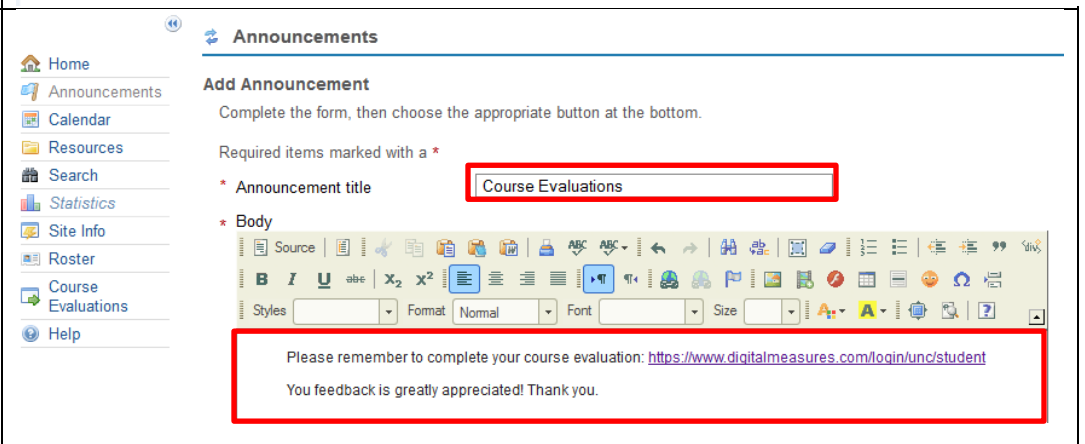 Announcements
Home
Announcements
Calendar
Resources
Search
Statistics
Site Info
Roster
Course
Evaluations
Help
Add Announcement
Complete the form, then choose the appropriate button at the bottom.
Required items marked with a *
* Announcement title Course Evaluations
* Body
Source ABC ABC
B I U abc X₂ X²
Styles Format Normal Font Size A A ?
Please remember to complete your course evaluation: https://www.digitalmeasures.com/login/unc/student
You feedback is greatly appreciated! Thank you.